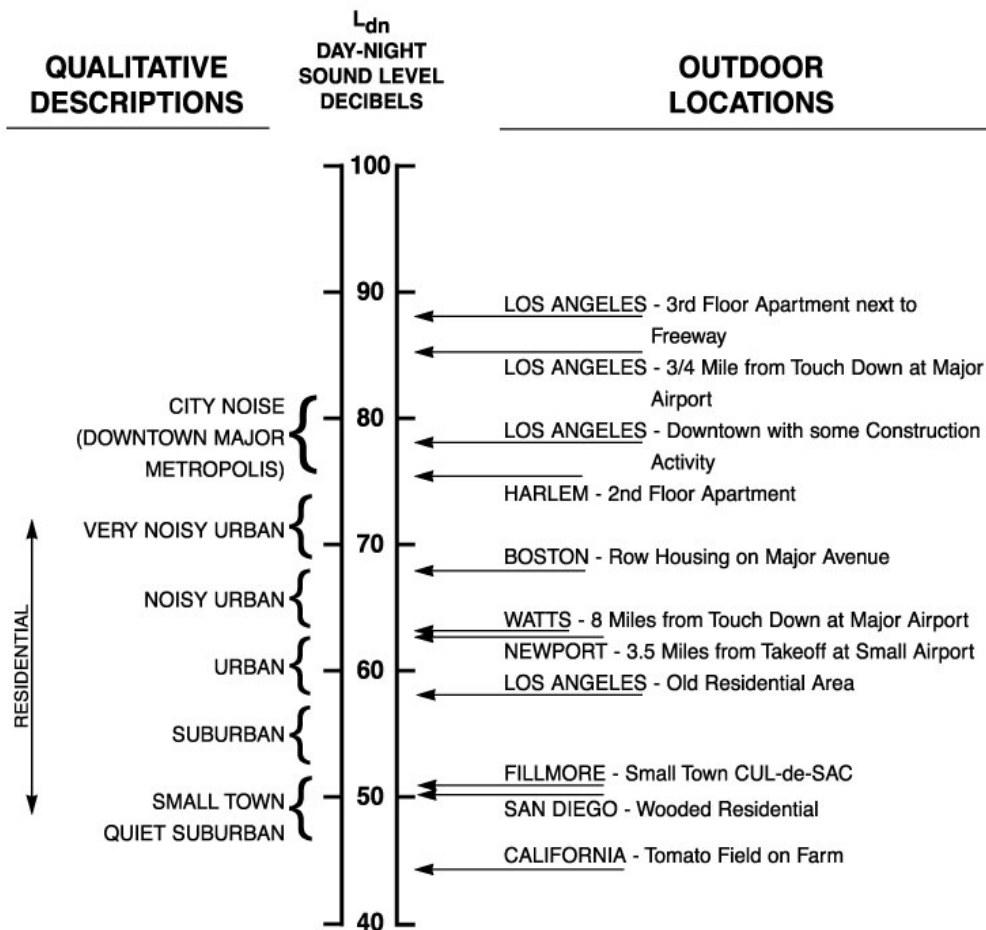 QUALITATIVE
DESCRIPTIONS
Ldn
DAY-NIGHT
SOUND LEVEL
DECIBELS
OUTDOOR
LOCATIONS
100
90
80
70
60
50
40
CITY NOISE
(DOWNTOWN MAJOR
METROPOLIS)
VERY NOISY URBAN
NOISY URBAN
URBAN
SUBURBAN
SMALL TOWN
QUIET SUBURBAN
RESIDENTIAL
LOS ANGELES - 3rd Floor Apartment next to
Freeway
LOS ANGELES - 3/4 Mile from Touch Down at Major
Airport
LOS ANGELES - Downtown with some Construction
Activity
HARLEM - 2nd Floor Apartment
BOSTON - Row Housing on Major Avenue
WATTS - 8 Miles from Touch Down at Major Airport
NEWPORT - 3.5 Miles from Takeoff at Small Airport
LOS ANGELES - Old Residential Area
FILLMORE - Small Town CUL-de-SAC
SAN DIEGO - Wooded Residential
CALIFORNIA - Tomato Field on Farm